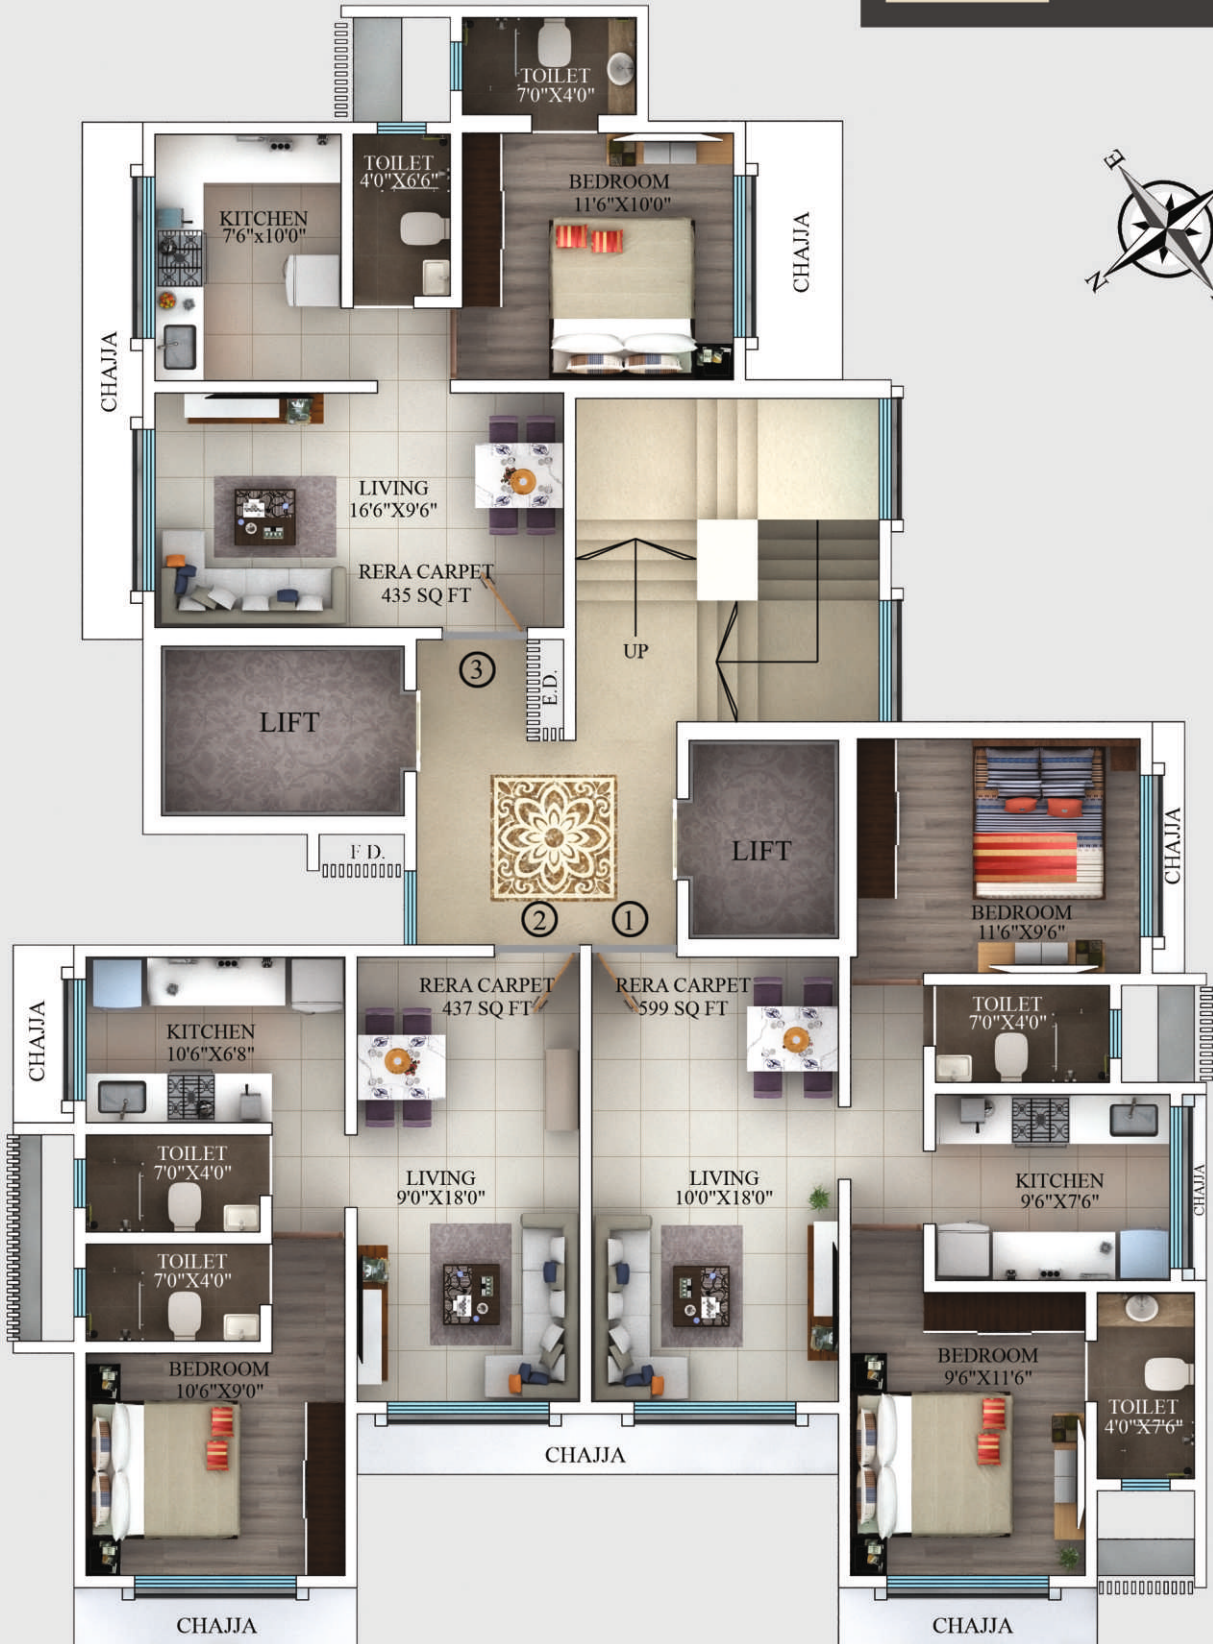 TOILET
7'0"X4'0"
TOILET
4'0"X6'6"
BEDROOM
11'6"X10'0"
KITCHEN
7'6"x10'0"
CHAJJA
CHAJJA
E
N
LIVING
16'6"X9'6"
RERA CARPET
435 SQ FT
UP
3
E.D.
LIFT
F.D.
LIFT
2
1
BEDROOM
11'6"X9'6"
CHAJJA
RERA CARPET
437 SQ FT
RERA CARPET
599 SQ FT
TOILET
7'0"X4'0"
KITCHEN
10'6"X6'8"
CHAJJA
TOILET
7'0"X4'0"
LIVING
9'0"X18'0"
LIVING
10'0"X18'0"
KITCHEN
9'6"X7'6"
CHAJJA
TOILET
7'0"X4'0"
BEDROOM
10'6"X9'0"
BEDROOM
9'6"X11'6"
TOILET
4'0"X7'6"
CHAJJA
CHAJJA
CHAJJA